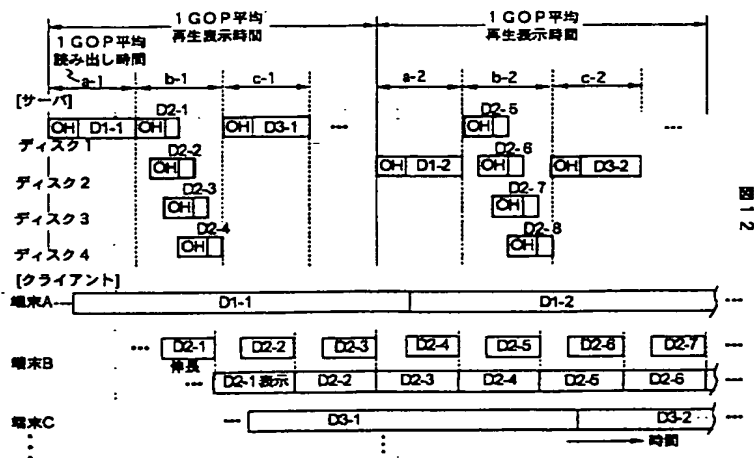 1GOP平均
再生表示時間
1GOP平均
再生表示時間
1GOP平均
読み出し時間
a-1
b-1
c-1
a-2
b-2
c-2
[サーバ]
D2-1
D2-5
OH D1-1 OH OH D3-1 ••• OH •••
ディスク1
D2-2
D2-6
OH OH D1-2 OH OH D3-2
ディスク2
D2-3
D2-7
OH OH
ディスク3
D2-4
D2-8
OH OH
ディスク4
図12
[クライアント]
端末A ••• D1-1 D1-2 •••
••• D2-1 D2-2 D2-3 D2-4 D2-5 D2-6 D2-7 •••
端末B
伸長
••• D2-1表示 D2-2 D2-3 D2-4 D2-5 D2-6 •••
端末C ••• D3-1 D3-2 •••
時間